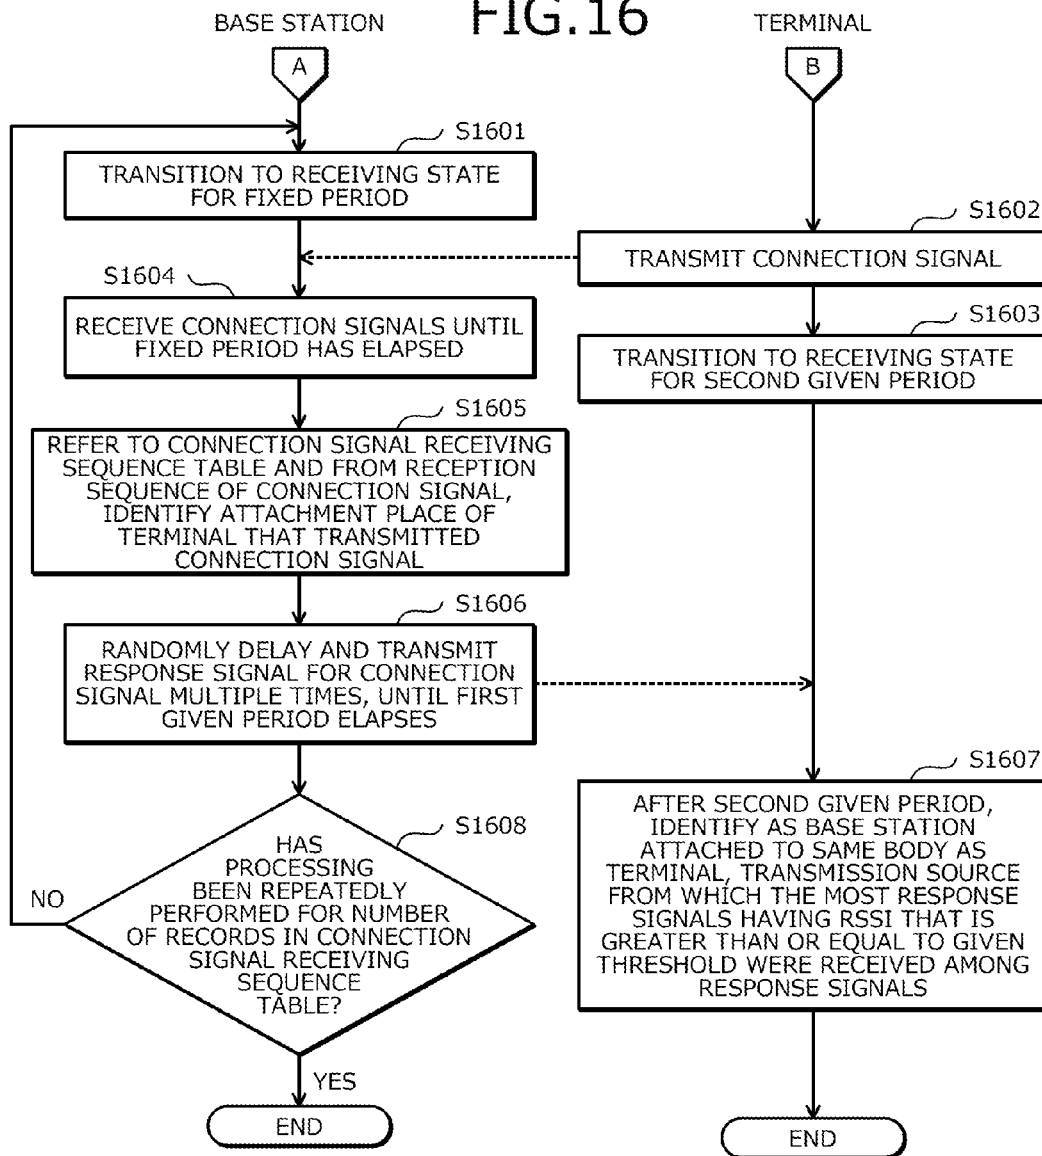 FIG.16
BASE STATION
TERMINAL
A
B
S1601
TRANSITION TO RECEIVING STATE
FOR FIXED PERIOD
S1602
TRANSMIT CONNECTION SIGNAL
S1604
RECEIVE CONNECTION SIGNALS UNTIL
FIXED PERIOD HAS ELAPSED
S1603
TRANSITION TO RECEIVING STATE
FOR SECOND GIVEN PERIOD
S1605
REFER TO CONNECTION SIGNAL RECEIVING
SEQUENCE TABLE AND FROM RECEPTION
SEQUENCE OF CONNECTION SIGNAL,
IDENTIFY ATTACHMENT PLACE OF
TERMINAL THAT TRANSMITTED
CONNECTION SIGNAL
S1606
RANDOMLY DELAY AND TRANSMIT
RESPONSE SIGNAL FOR CONNECTION
SIGNAL MULTIPLE TIMES, UNTIL FIRST
GIVEN PERIOD ELAPSES
S1607
AFTER SECOND GIVEN PERIOD,
IDENTIFY AS BASE STATION
ATTACHED TO SAME BODY AS
TERMINAL, TRANSMISSION SOURCE
FROM WHICH THE MOST RESPONSE
SIGNALS HAVING RSSI THAT IS
GREATER THAN OR EQUAL TO GIVEN
THRESHOLD WERE RECEIVED AMONG
RESPONSE SIGNALS
S1608
HAS
PROCESSING
BEEN REPEATEDLY
PERFORMED FOR NUMBER
OF RECORDS IN CONNECTION
SIGNAL RECEIVING
SEQUENCE
TABLE?
NO
YES
END
END